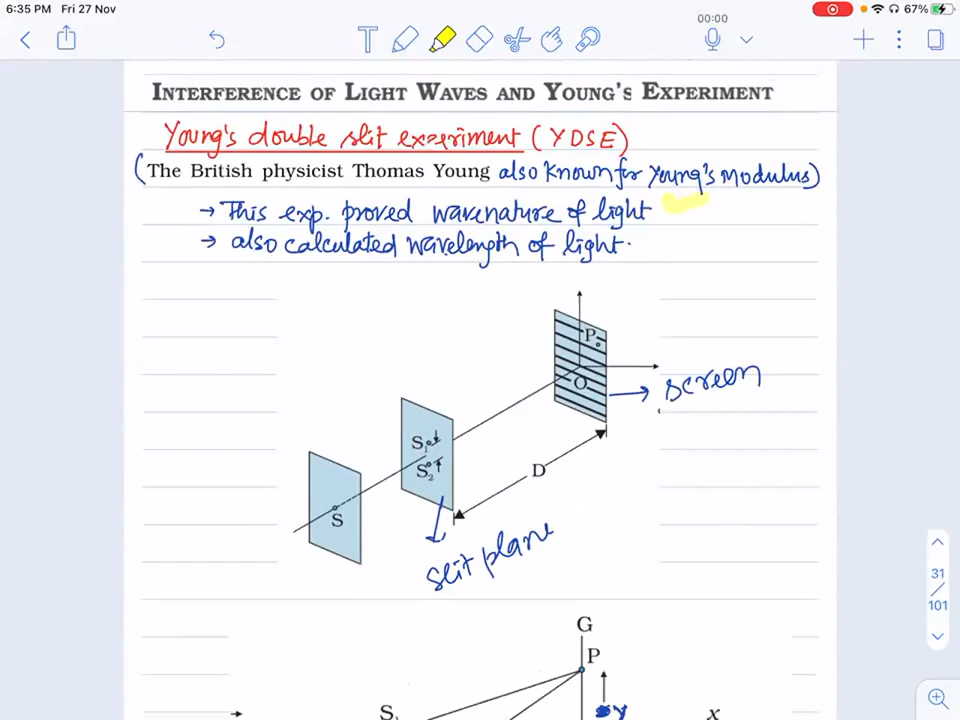 6:35 PM Fri 27 Nov
67%
00:00
T
INTERFERENCE OF LIGHT WAVES AND YOUNG'S EXPERIMENT
Young's double slit experiment (YDSE)
(The British physicist Thomas Young also known for Young's Modulus)
→ This exp. proved wavenature of light
→ also calculated wavelength of light.
P
O
→ screen
S₁
S₂
D
S
slit plane
31
/
101
G
P
S₁
y
x